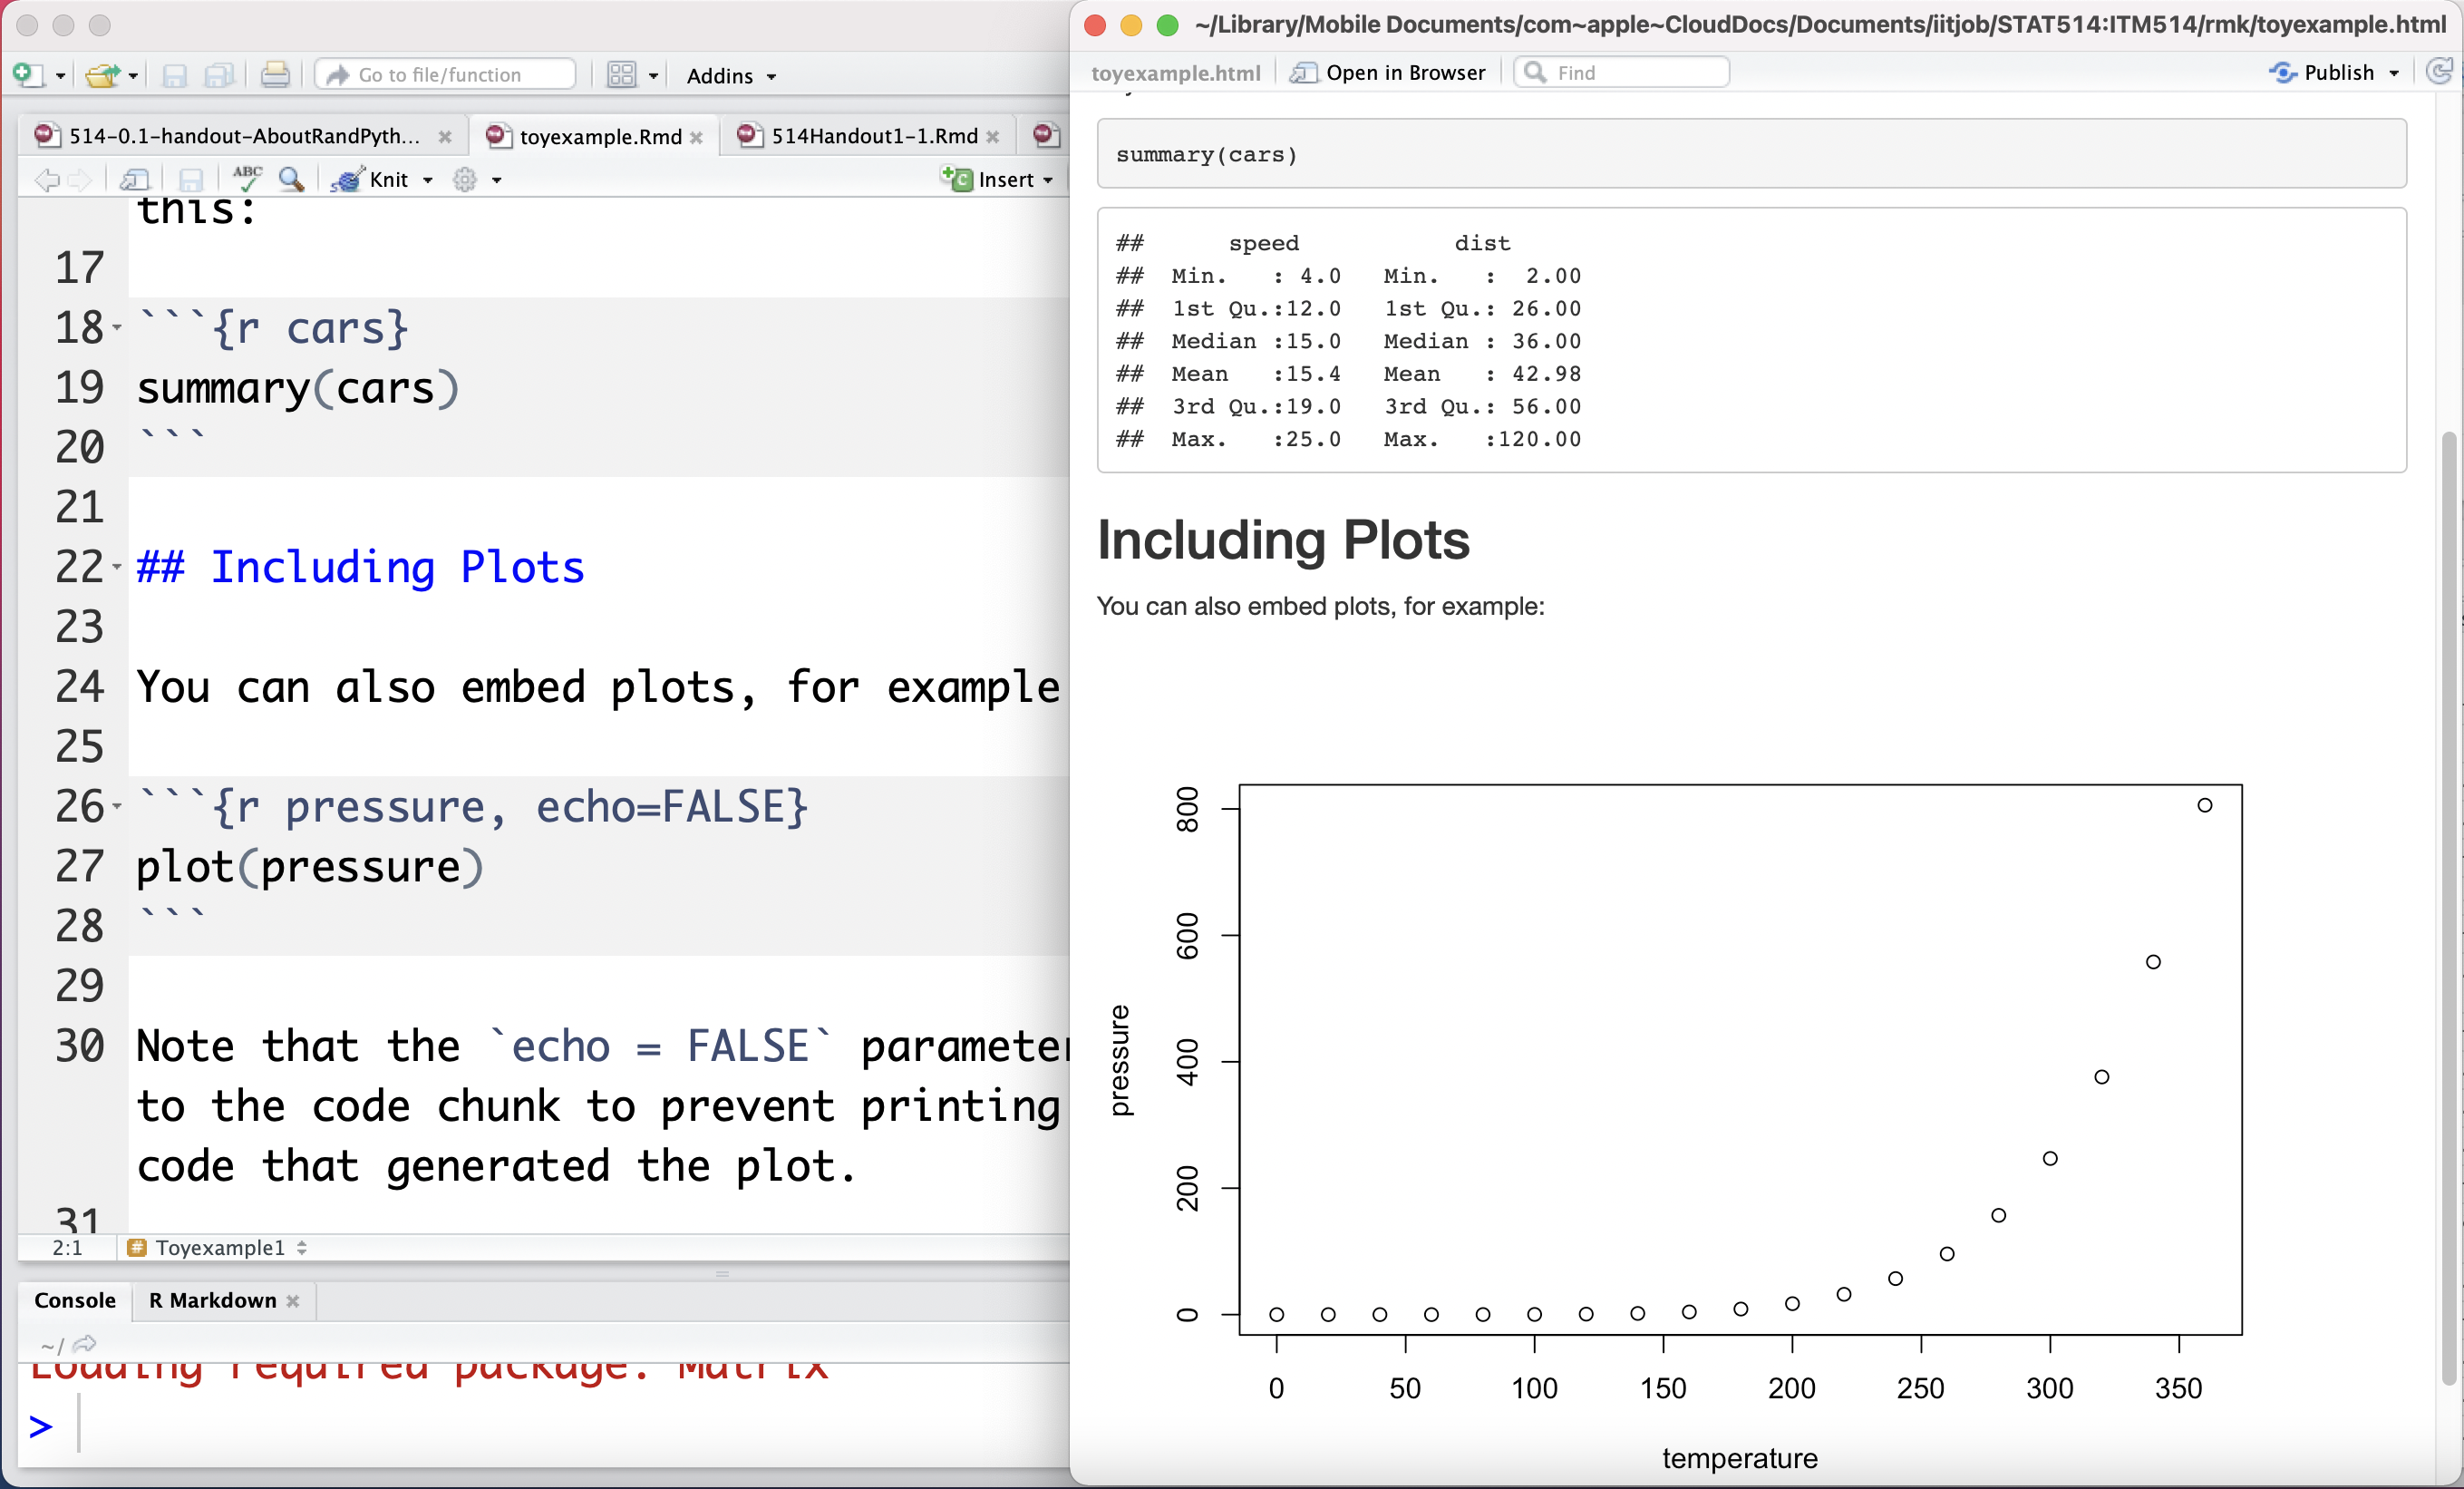 Go to file/function
Addins
514-0.1-handout-AboutRandPyth...
toyexample.Rmd
514Handout1-1.Rmd
ABC
Knit
Insert
this:
17
18 ```{r cars}
19 summary(cars)
20 ```
21
22 ## Including Plots
23
24 You can also embed plots, for example
25
26 ```{r pressure, echo=FALSE}
27 plot(pressure)
28 ```
29
30 Note that the `echo = FALSE` parameter
to the code chunk to prevent printing
code that generated the plot.
31
2:1 # Toyexample1
Console R Markdown
~/
Loading required package: Matrix
>
~/Library/Mobile Documents/com~apple~CloudDocs/Documents/iitjob/STAT514:ITM514/rmk/toyexample.html
toyexample.html Open in Browser Find Publish
summary(cars)
## speed dist
## Min. : 4.0 Min. : 2.00
## 1st Qu.:12.0 1st Qu.: 26.00
## Median :15.0 Median : 36.00
## Mean :15.4 Mean : 42.98
## 3rd Qu.:19.0 3rd Qu.: 56.00
## Max. :25.0 Max. :120.00
Including Plots
You can also embed plots, for example:
800
600
400
200
0
pressure
0 50 100 150 200 250 300 350
temperature